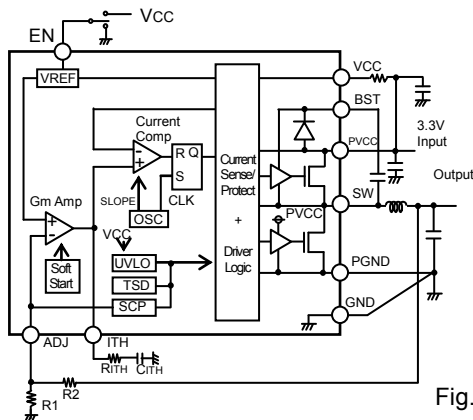 EN
VCC
VREF
VCC
BST
Current
Comp
3.3V
Input
PVCC
R Q
S
Current
Sense/
Protect
+
Driver
Logic
Output
Gm Amp
SLOPE
OSC
CLK
SW
VCC
PVCC
UVLO
Soft
Start
TSD
SCP
PGND
GND
ADJ
ITH
RITH
CITH
R1
R2
Fig.